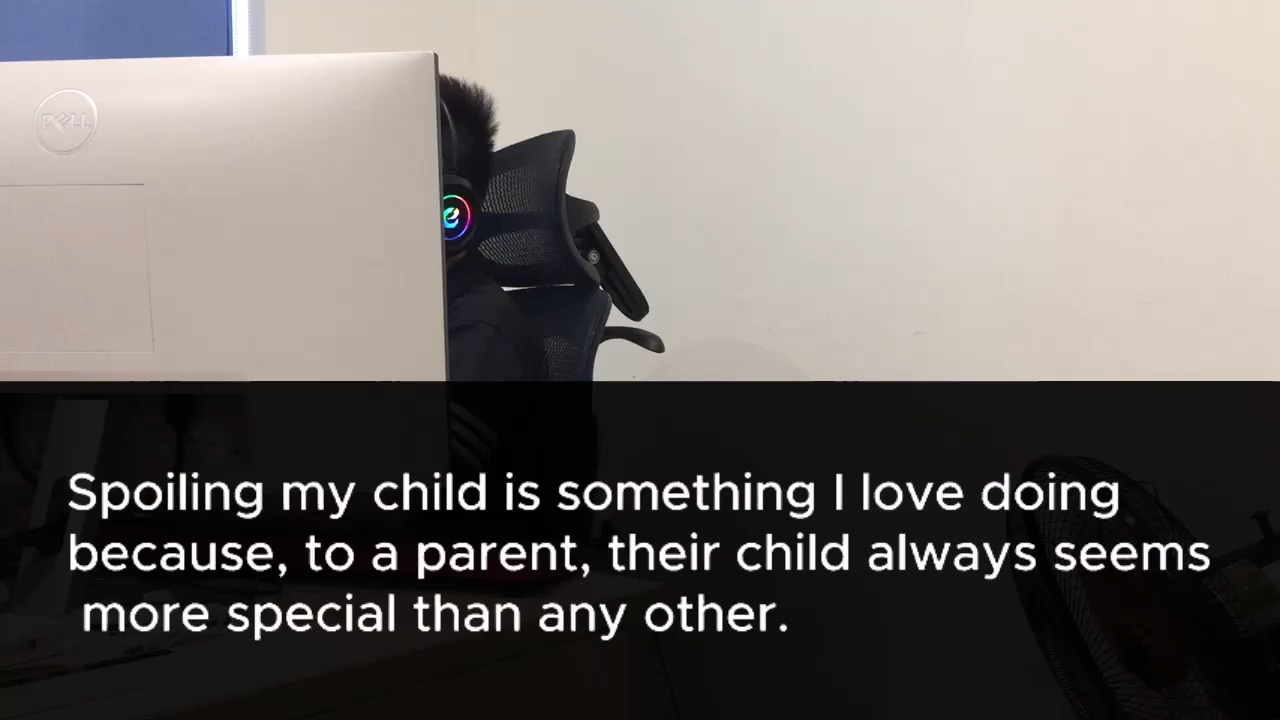 DELL
Spoiling my child is something I love doing
because, to a parent, their child always seems
more special than any other.